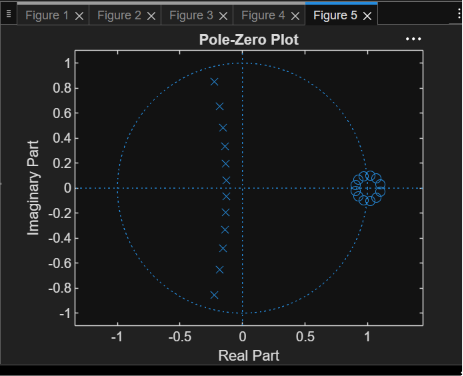 Figure 1 × Figure 2 × Figure 3 × Figure 4 × Figure 5 ×
Pole-Zero Plot
1
0.8
0.6
0.4
0.2
0
-0.2
-0.4
-0.6
-0.8
-1
Imaginary Part
-1 -0.5 0 0.5 1
Real Part